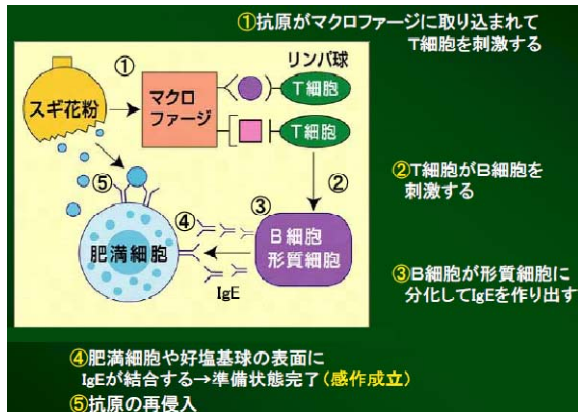 ①抗原がマクロファージに取り込まれて
T細胞を刺激する
リンパ球
①
スギ花粉
マクロ
ファージ
T細胞
T細胞
②T細胞がB細胞を
刺激する
⑤
②
④
③
肥満細胞
B細胞
形質細胞
IgE
③B細胞が形質細胞に
分化してIgEを作り出す
④肥満細胞や好塩基球の表面に
IgEが結合する→準備状態完了(感作成立)
⑤抗原の再侵入